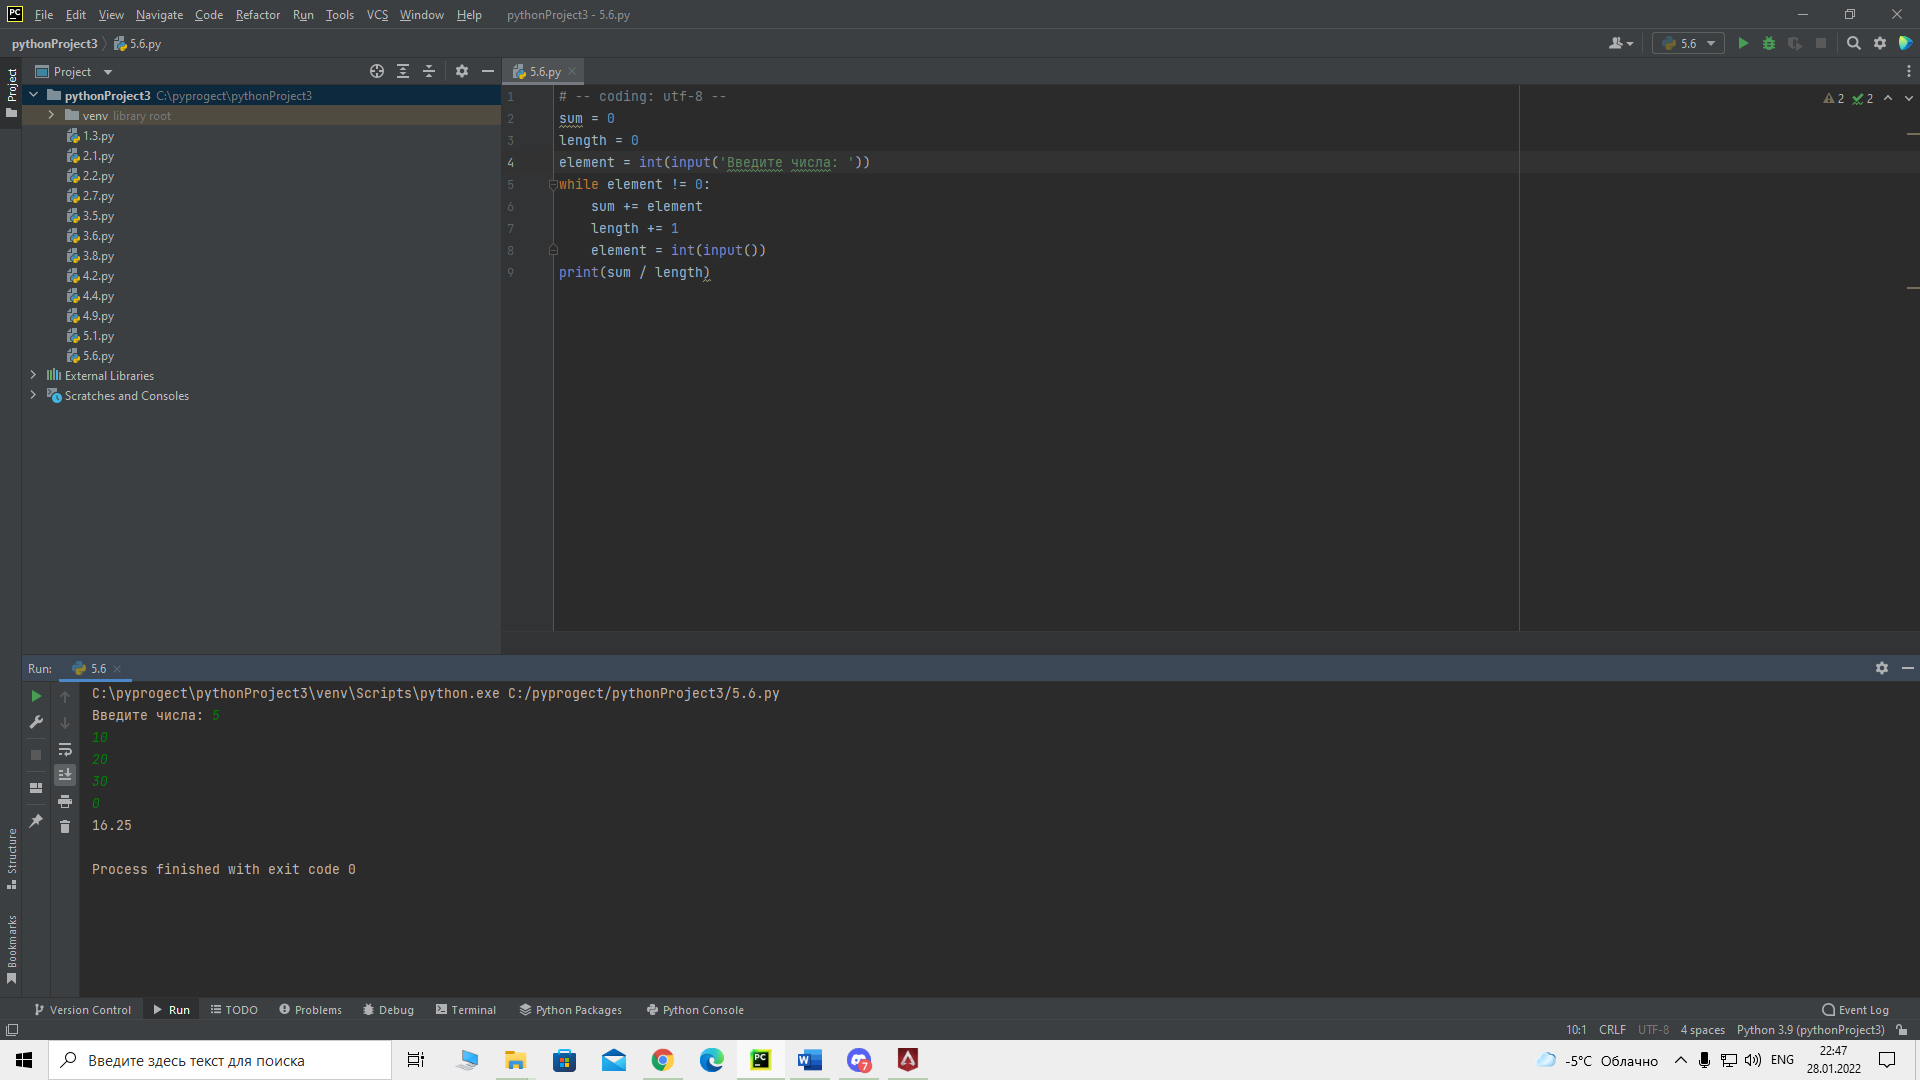 PC File Edit View Navigate Code Refactor Run Tools VCS Window Help pythonProject3 - 5.6.py
pythonProject3 5.6.py 5.6
Project 5.6.py
Project
pythonProject3 C:\pyprogect\pythonProject3
venv library root
1.3.py
2.1.py
2.2.py
2.7.py
3.5.py
3.6.py
3.8.py
4.2.py
4.4.py
4.9.py
5.1.py
5.6.py
External Libraries
Scratches and Consoles
1 # -- coding: utf-8 --
2 sum = 0
3 length = 0
4 element = int(input('Введите числа: '))
5 while element != 0:
6 sum += element
7 length += 1
8 element = int(input())
9 print(sum / length)
2 2
Run: 5.6
C:\pyprogect\pythonProject3\venv\Scripts\python.exe C:/pyprogect/pythonProject3/5.6.py
Введите числа: 5
10
20
30
0
16.25
Process finished with exit code 0
Structure
Bookmarks
Version Control Run TODO Problems Debug Terminal Python Packages Python Console Event Log
10:1 CRLF UTF-8 4 spaces Python 3.9 (pythonProject3)
Введите здесь текст для поиска
PC
7
-5°C Облачно
ENG
22:47
28.01.2022